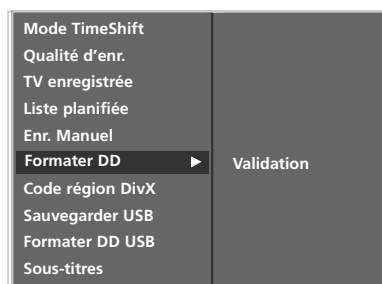 Mode TimeShift
Qualité d'enr.
TV enregistrée
Liste planifiée
Enr. Manuel
Formater DD ► Validation
Code région DivX
Sauvegarder USB
Formater DD USB
Sous-titres